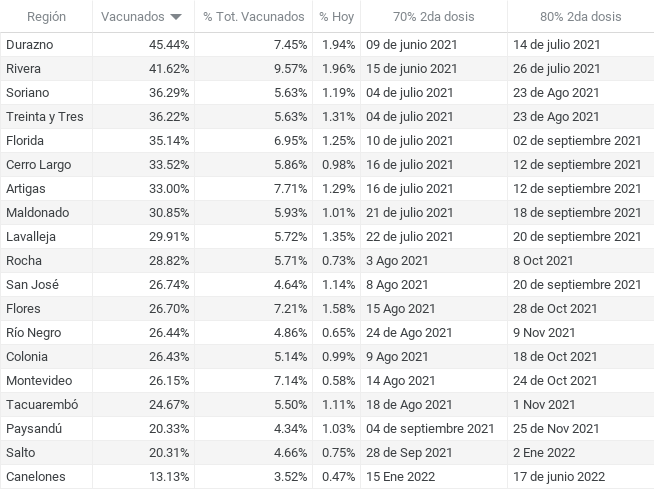 Región Vacunados % Tot. Vacunados % Hoy 70% 2da dosis 80% 2da dosis
Durazno 45.44% 7.45% 1.94% 09 de junio 2021 14 de julio 2021
Rivera 41.62% 9.57% 1.96% 15 de junio 2021 26 de julio 2021
Soriano 36.29% 5.63% 1.19% 04 de julio 2021 23 de Ago 2021
Treinta y Tres 36.22% 5.63% 1.31% 04 de julio 2021 23 de Ago 2021
Florida 35.14% 6.95% 1.25% 10 de julio 2021 02 de septiembre 2021
Cerro Largo 33.52% 5.86% 0.98% 16 de julio 2021 12 de septiembre 2021
Artigas 33.00% 7.71% 1.29% 16 de julio 2021 12 de septiembre 2021
Maldonado 30.85% 5.93% 1.01% 21 de julio 2021 18 de septiembre 2021
Lavalleja 29.91% 5.72% 1.35% 22 de julio 2021 20 de septiembre 2021
Rocha 28.82% 5.71% 0.73% 3 Ago 2021 8 Oct 2021
San José 26.74% 4.64% 1.14% 8 Ago 2021 20 de septiembre 2021
Flores 26.70% 7.21% 1.58% 15 Ago 2021 28 de Oct 2021
Río Negro 26.44% 4.86% 0.65% 24 de Ago 2021 9 Nov 2021
Colonia 26.43% 5.14% 0.99% 9 Ago 2021 18 de Oct 2021
Montevideo 26.15% 7.14% 0.58% 14 Ago 2021 24 de Oct 2021
Tacuarembó 24.67% 5.50% 1.11% 18 de Ago 2021 1 Nov 2021
Paysandú 20.33% 4.34% 1.03% 04 de septiembre 2021 25 de Nov 2021
Salto 20.31% 4.66% 0.75% 28 de Sep 2021 2 Ene 2022
Canelones 13.13% 3.52% 0.47% 15 Ene 2022 17 de junio 2022